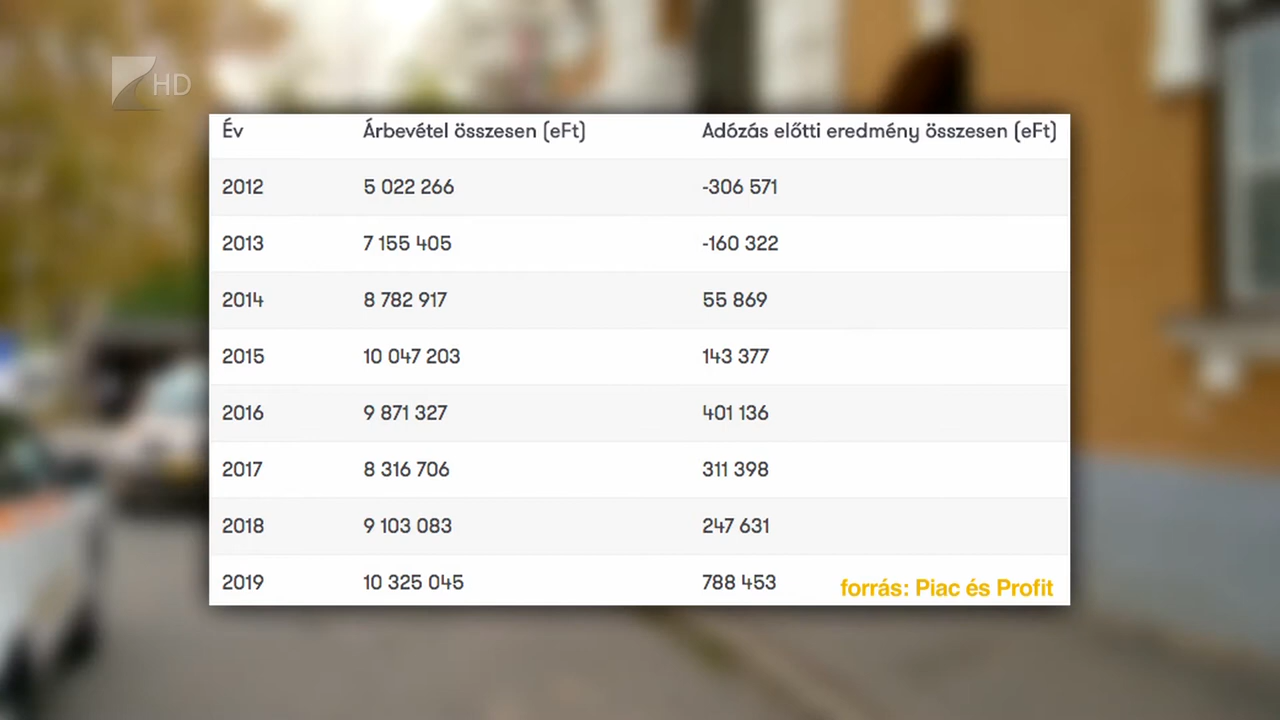 HD
Év Árbevétel összesen (eFt) Adózás előtti eredmény összesen (eFt)
2012 5 022 266 -306 571
2013 7 155 405 -160 322
2014 8 782 917 55 869
2015 10 047 203 143 377
2016 9 871 327 401 136
2017 8 316 706 311 398
2018 9 103 083 247 631
2019 10 325 045 788 453
forrás: Piac és Profit